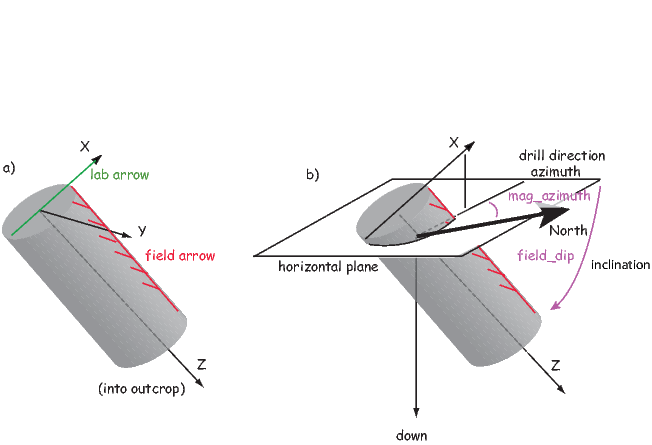 a)
X
lab arrow
Y
field arrow
Z
(into outcrop)
b)
X
drill direction
azimuth
mag_azimuth
North
horizontal plane
field_dip
inclination
Z
down